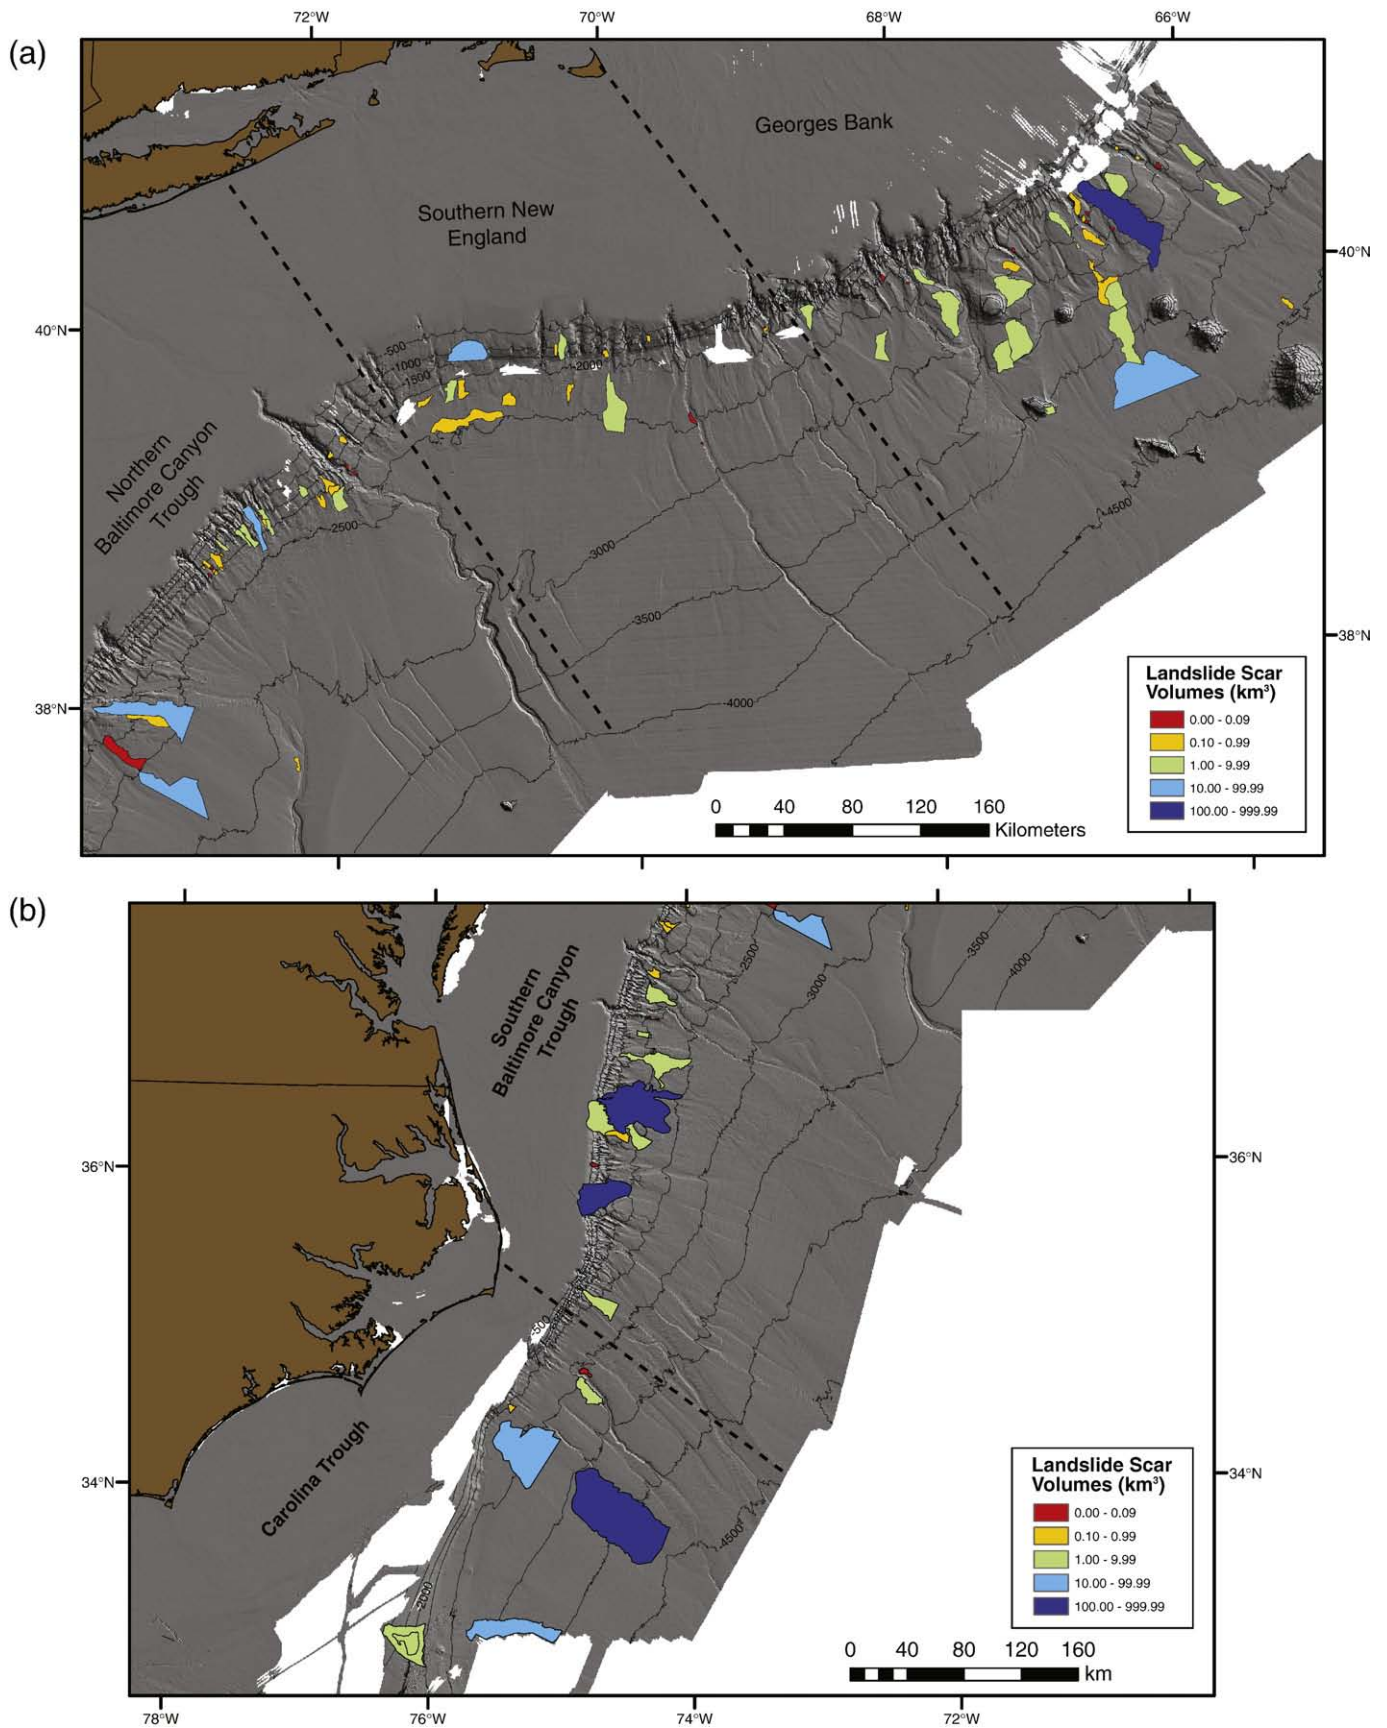 72°W 70°W 68°W 66°W
(a)
Georges Bank
Southern New
England
40°N
40°N
-500
-1000
-1500
-2000
Northern
Baltimore Canyon
Trough
-2500
-4500
-3000
-3500
38°N
38°N
-4000
Landslide Scar
Volumes (km³)
0.00 - 0.09
0.10 - 0.99
1.00 - 9.99
10.00 - 99.99
100.00 - 999.99
0 40 80 120 160
Kilometers
(b)
Southern
Baltimore Canyon
Trough
-2500
-3000
-3500
-4000
36°N
36°N
-500
Carolina Trough
34°N
34°N
-4500
-2000
Landslide Scar
Volumes (km³)
0.00 - 0.09
0.10 - 0.99
1.00 - 9.99
10.00 - 99.99
100.00 - 999.99
0 40 80 120 160
km
78°W 76°W 74°W 72°W